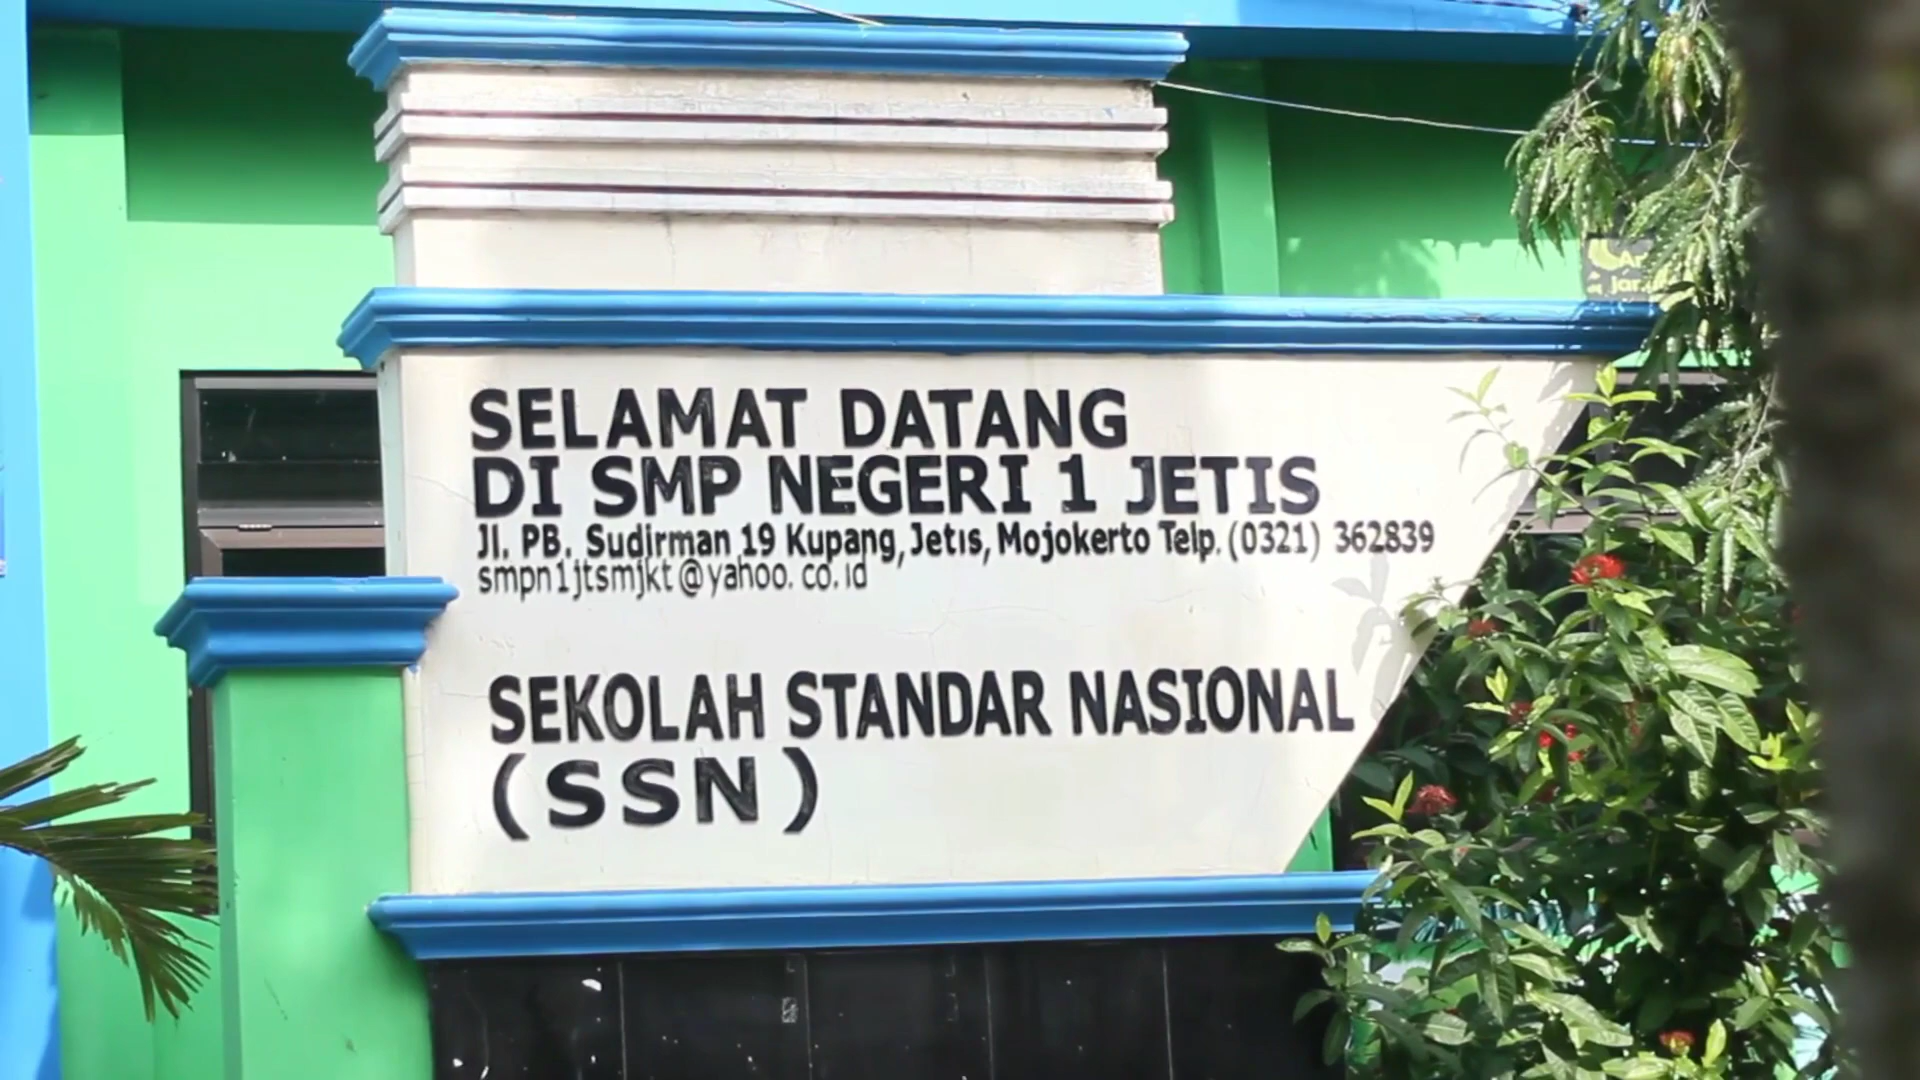 SELAMAT DATANG
DI SMP NEGERI 1 JETIS
Jl. PB. Sudirman 19 Kupang, Jetis, Mojokerto Telp. (0321) 362839
smpn1jtsmjkt@yahoo.co.id
SEKOLAH STANDAR NASIONAL
(SSN)